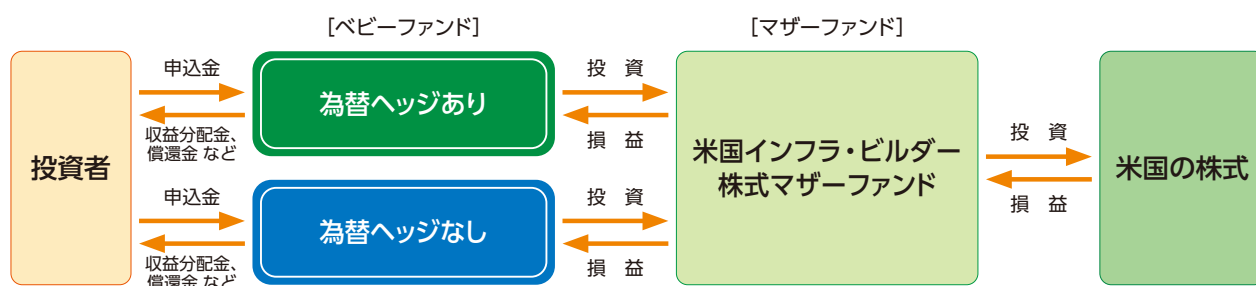 [ベビーファンド]
[マザーファンド]
投資者
申込金
収益分配金、
償還金 など
為替ヘッジあり
投 資
損 益
申込金
収益分配金、
償還金 など
為替ヘッジなし
投 資
損 益
米国インフラ・ビルダー
株式マザーファンド
投 資
損 益
米国の株式